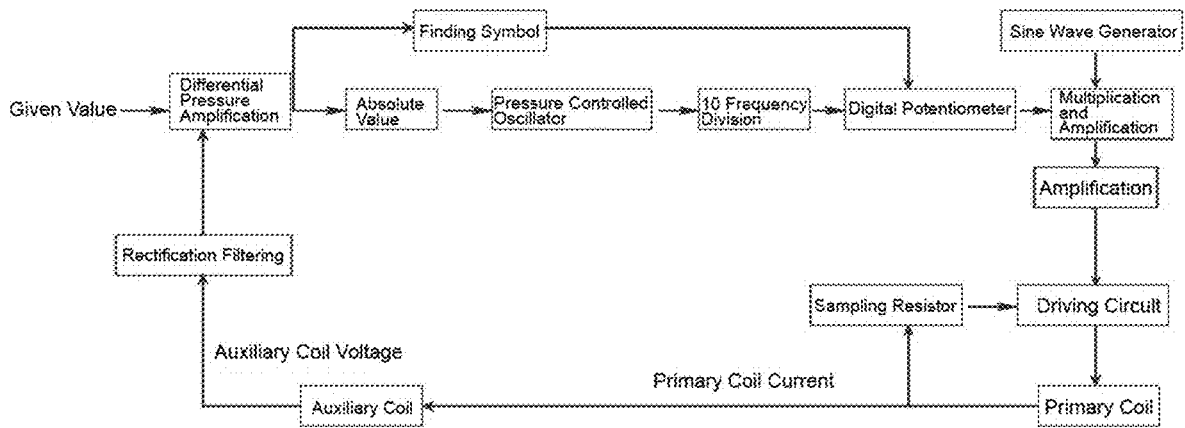 Finding Symbol
Sine Wave Generator
Given Value
Differential
Pressure
Amplification
Absolute
Value
Pressure Controlled
Oscillator
10 Frequency
Division
Digital Potentiometer
Multiplication
and
Amplification
Amplification
Rectification Filtering
Sampling Resistor
Driving Circult
Auxiliary Coil Voltage
Primary Coil Current
Auxiliary Coil
Primary Coil